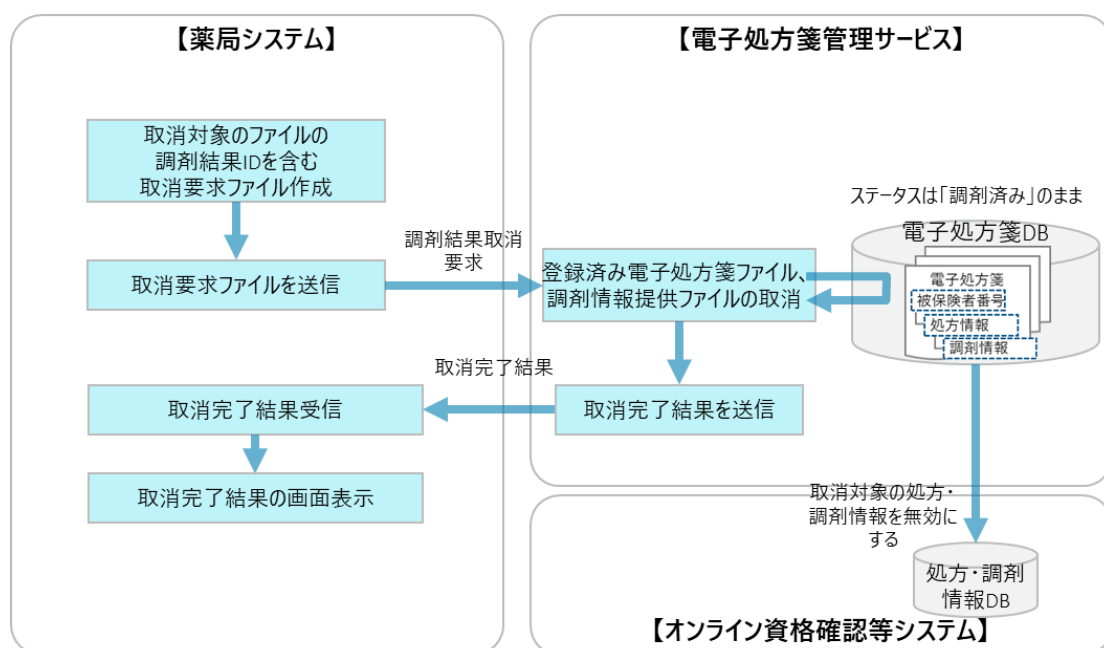 【薬局システム】
取消対象のファイルの
調剤結果IDを含む
取消要求ファイル作成
取消要求ファイルを送信
調剤結果取消
要求
取消完了結果
取消完了結果受信
取消完了結果の画面表示
【電子処方箋管理サービス】
登録済み電子処方箋ファイル、
調剤情報提供ファイルの取消
取消完了結果を送信
ステータスは「調剤済み」のまま
電子処方箋DB
電子処方箋
被保険者番号
処方情報
調剤情報
取消対象の処方・
調剤情報を無効に
する
処方・調剤
情報DB
【オンライン資格確認等システム】